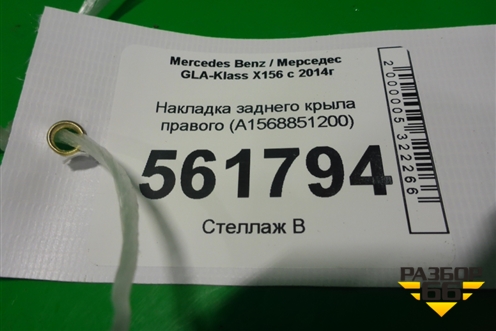 Mercedes Benz / Мерседес
GLA-Klass X156 с 2014г
Накладка заднего крыла
правого (A1568851200)
561794
Стеллаж В
2000005322266
РАЗБОР
66